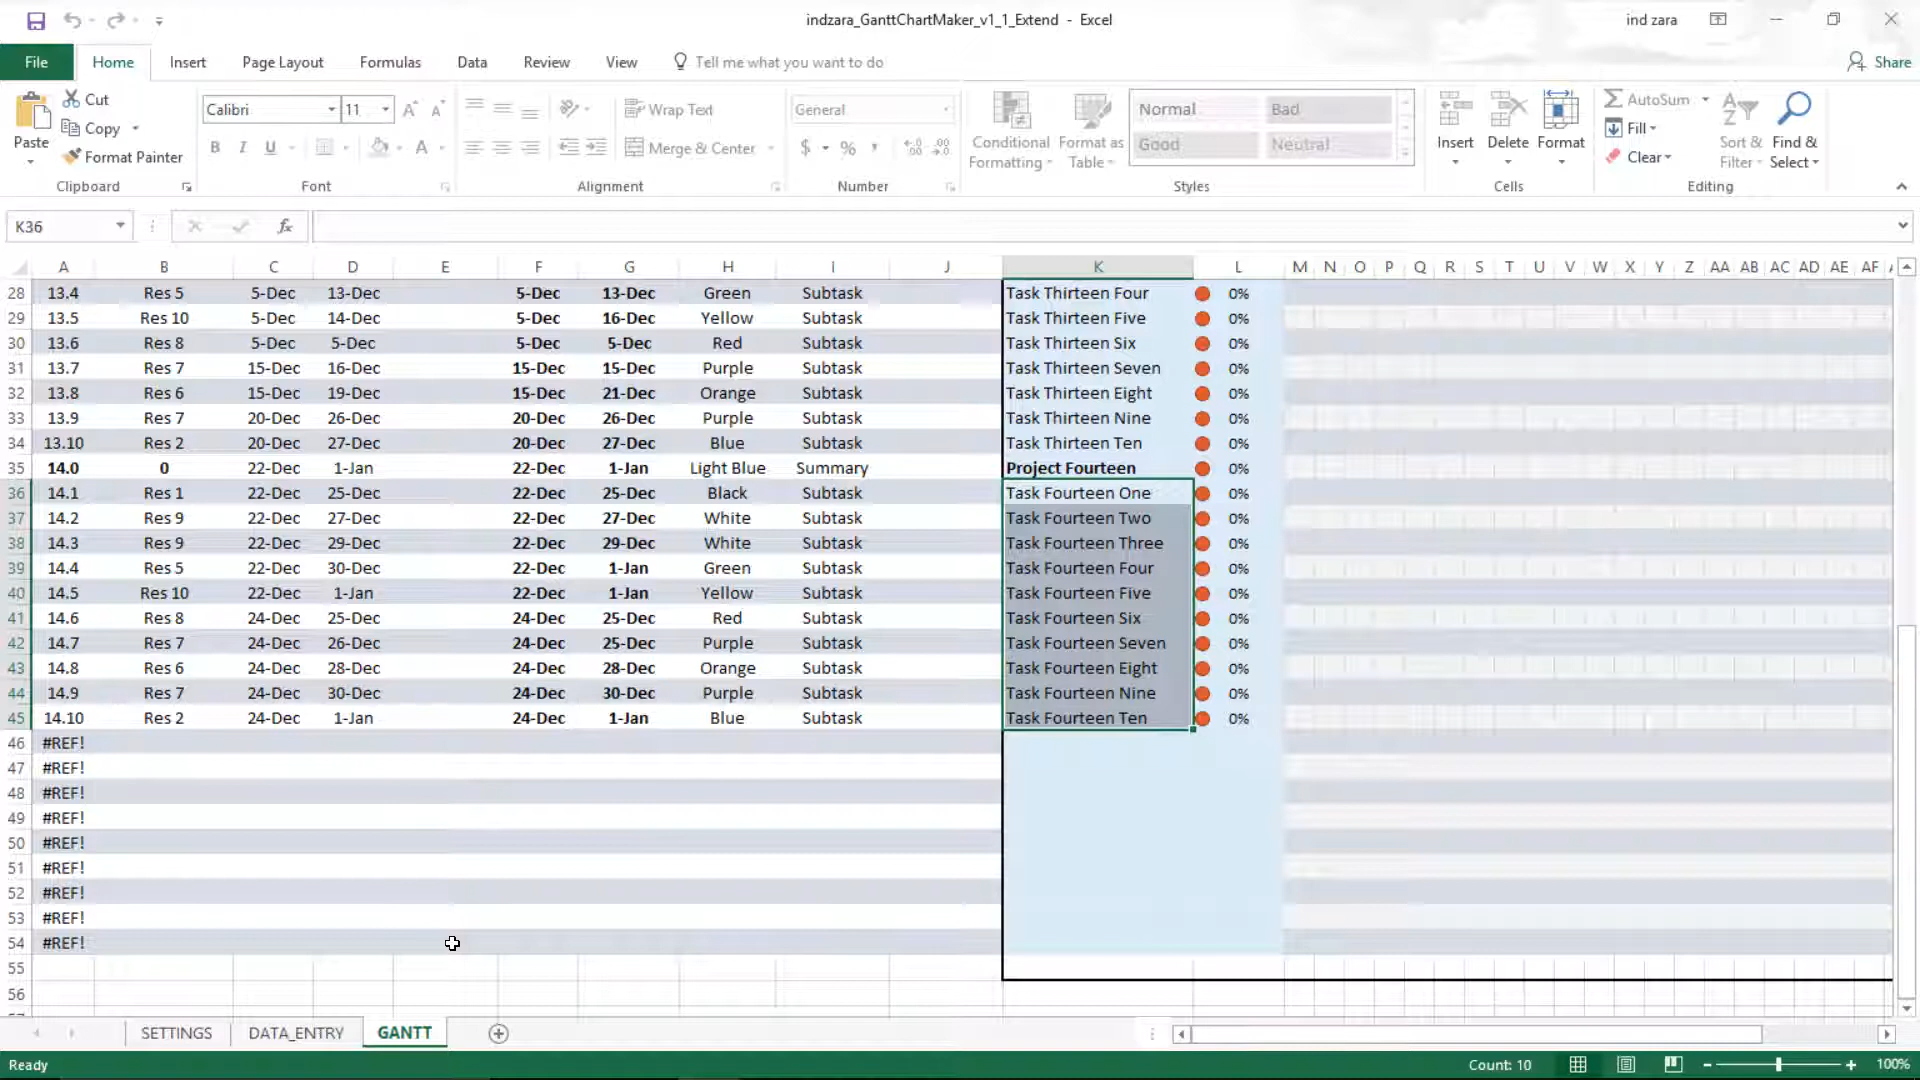 indzara_GanttChartMaker_v1_1_Extend - Excel
ind zara
File Home Insert Page Layout Formulas Data Review View Tell me what you want to do Share
Paste Cut Copy Format Painter Clipboard
Calibri 11 A A B I U A Font
Wrap Text Merge & Center Alignment
General $ % Number
Conditional Formatting Format as Table Normal Bad Good Neutral Styles
Insert Delete Format Cells
AutoSum Fill Clear Sort & Filter Find & Select Editing
K36 fx
A B C D E F G H I J K L M N O P Q R S T U V W X Y Z AA AB AC AD AE AF
28 13.4 Res 5 5-Dec 13-Dec 5-Dec 13-Dec Green Subtask Task Thirteen Four 0%
29 13.5 Res 10 5-Dec 14-Dec 5-Dec 16-Dec Yellow Subtask Task Thirteen Five 0%
30 13.6 Res 8 5-Dec 5-Dec 5-Dec 5-Dec Red Subtask Task Thirteen Six 0%
31 13.7 Res 7 15-Dec 16-Dec 15-Dec 15-Dec Purple Subtask Task Thirteen Seven 0%
32 13.8 Res 6 15-Dec 19-Dec 15-Dec 21-Dec Orange Subtask Task Thirteen Eight 0%
33 13.9 Res 7 20-Dec 26-Dec 20-Dec 26-Dec Purple Subtask Task Thirteen Nine 0%
34 13.10 Res 2 20-Dec 27-Dec 20-Dec 27-Dec Blue Subtask Task Thirteen Ten 0%
35 14.0 0 22-Dec 1-Jan 22-Dec 1-Jan Light Blue Summary Project Fourteen 0%
36 14.1 Res 1 22-Dec 25-Dec 22-Dec 25-Dec Black Subtask Task Fourteen One 0%
37 14.2 Res 9 22-Dec 27-Dec 22-Dec 27-Dec White Subtask Task Fourteen Two 0%
38 14.3 Res 9 22-Dec 29-Dec 22-Dec 29-Dec White Subtask Task Fourteen Three 0%
39 14.4 Res 5 22-Dec 30-Dec 22-Dec 1-Jan Green Subtask Task Fourteen Four 0%
40 14.5 Res 10 22-Dec 1-Jan 22-Dec 1-Jan Yellow Subtask Task Fourteen Five 0%
41 14.6 Res 8 24-Dec 25-Dec 24-Dec 25-Dec Red Subtask Task Fourteen Six 0%
42 14.7 Res 7 24-Dec 26-Dec 24-Dec 25-Dec Purple Subtask Task Fourteen Seven 0%
43 14.8 Res 6 24-Dec 28-Dec 24-Dec 28-Dec Orange Subtask Task Fourteen Eight 0%
44 14.9 Res 7 24-Dec 30-Dec 24-Dec 30-Dec Purple Subtask Task Fourteen Nine 0%
45 14.10 Res 2 24-Dec 1-Jan 24-Dec 1-Jan Blue Subtask Task Fourteen Ten 0%
46 #REF!
47 #REF!
48 #REF!
49 #REF!
50 #REF!
51 #REF!
52 #REF!
53 #REF!
54 #REF!
55
56
SETTINGS DATA_ENTRY GANTT
Ready Count: 10 100%